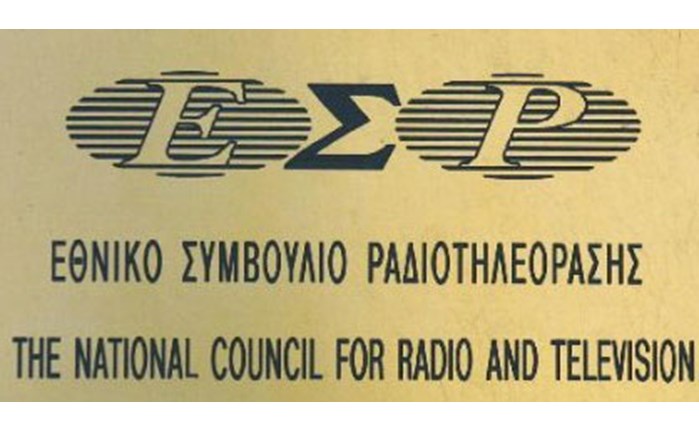 ΕΣΡ
ΕΘΝΙΚΟ ΣΥΜΒΟΥΛΙΟ ΡΑΔΙΟΤΗΛΕΟΡΑΣΗΣ
THE NATIONAL COUNCIL FOR RADIO AND TELEVISION